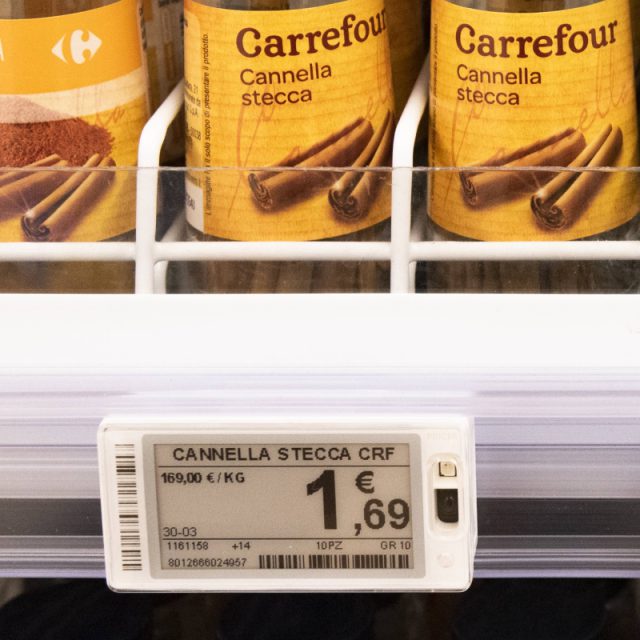 Carrefour
Cannella
stecca
Carrefour
Cannella
stecca
CANNELLA STECCA CRF
169,00 € / KG
1,69 €
30-03
1161158 +14 10PZ GR 10
8012666024957